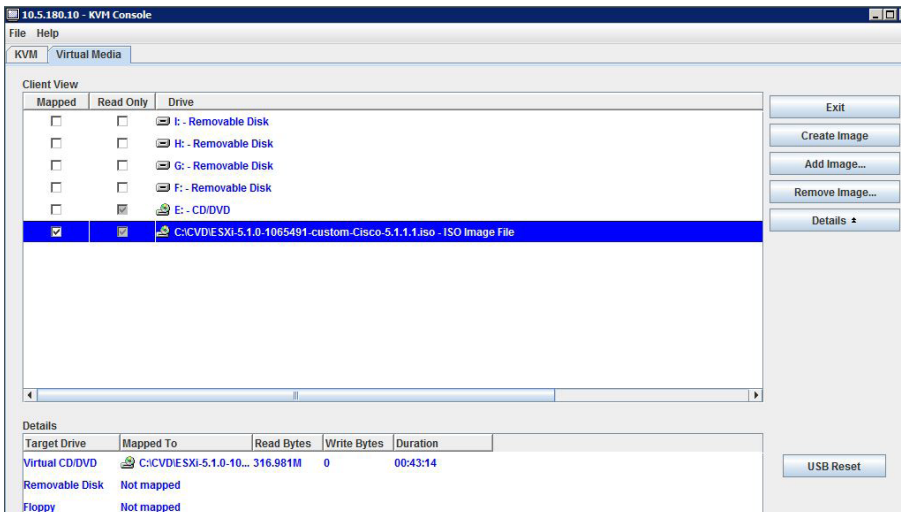 10.5.180.10 - KVM Console
File Help
KVM Virtual Media
Client View
Mapped Read Only Drive
I: - Removable Disk
H: - Removable Disk
G: - Removable Disk
F: - Removable Disk
E: - CD/DVD
C:\CVD\ESXi-5.1.0-1065491-custom-Cisco-5.1.1.1.iso - ISO Image File
Exit
Create Image
Add Image...
Remove Image...
Details
Details
Target Drive Mapped To Read Bytes Write Bytes Duration
Virtual CD/DVD C:\CVD\ESXi-5.1.0-10... 316.981M 0 00:43:14
Removable Disk Not mapped
Floppy Not mapped
USB Reset